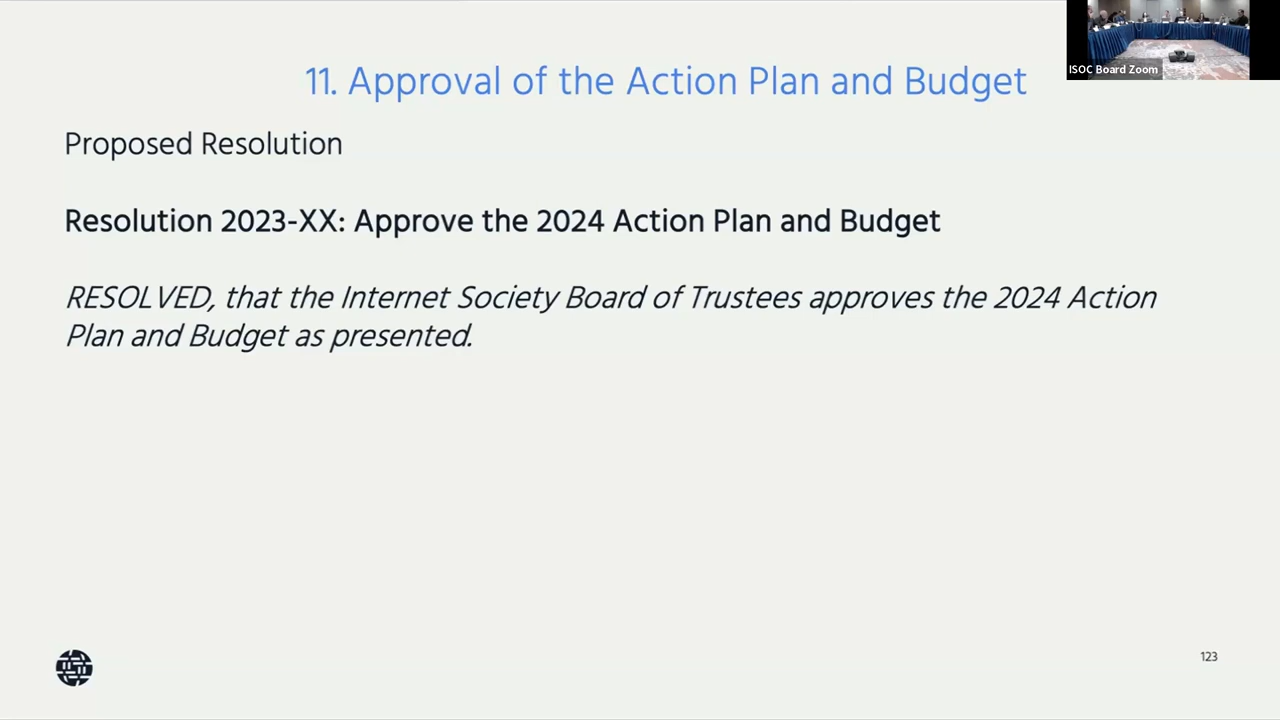 11. Approval of the Action Plan and Budget
ISOC Board Zoom
Proposed Resolution
Resolution 2023-XX: Approve the 2024 Action Plan and Budget
RESOLVED, that the Internet Society Board of Trustees approves the 2024 Action
Plan and Budget as presented.
123